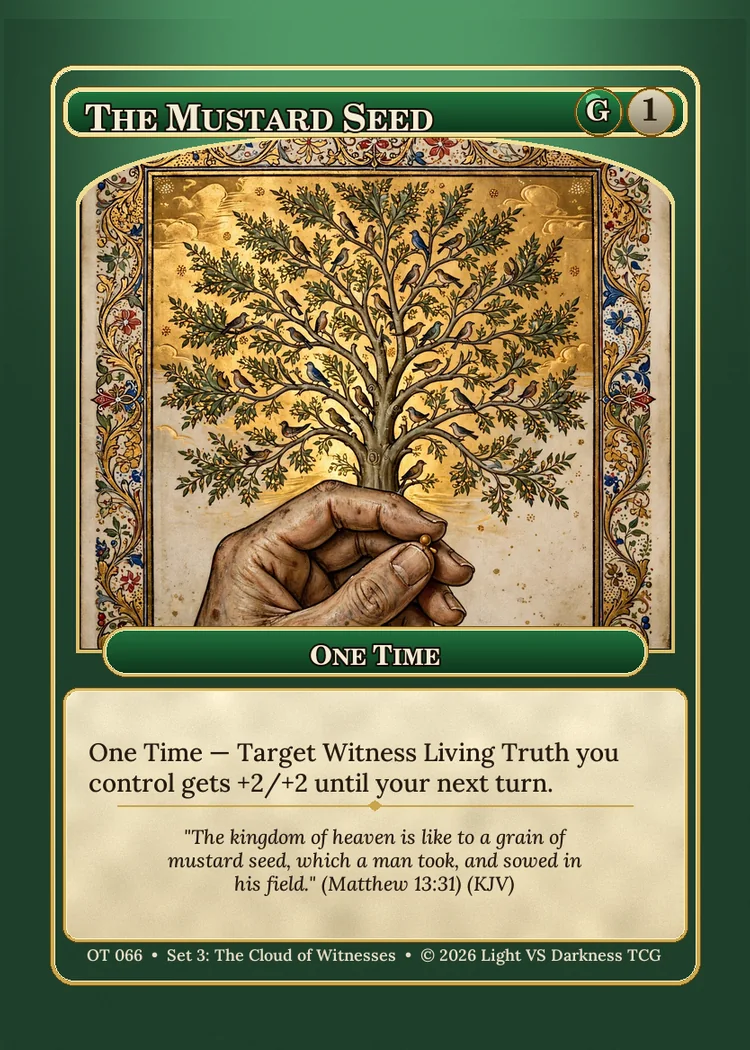 The Mustard Seed
G 1
One Time
One Time — Target Witness Living Truth you
control gets +2/+2 until your next turn.
"The kingdom of heaven is like to a grain of
mustard seed, which a man took, and sowed in
his field." (Matthew 13:31) (KJV)
OT 066 • Set 3: The Cloud of Witnesses • © 2026 Light VS Darkness TCG